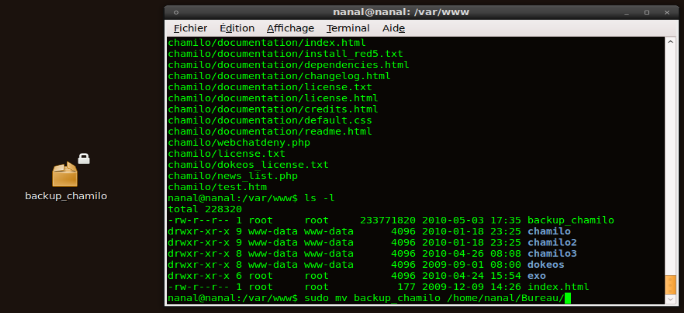 nanal@nanal: /var/www
Fichier Édition Affichage Terminal Aide
chamilo/documentation/index.html
chamilo/documentation/install_red5.txt
chamilo/documentation/dependencies.html
chamilo/documentation/changelog.html
chamilo/documentation/license.txt
chamilo/documentation/license.html
chamilo/documentation/credits.html
chamilo/documentation/default.css
chamilo/documentation/readme.html
chamilo/webchatdeny.php
chamilo/license.txt
chamilo/dokeos_license.txt
chamilo/news_list.php
chamilo/test.htm
nanal@nanal:/var/www$ ls -l
total 228320
-rw-r--r-- 1 root root 233771820 2010-05-03 17:35 backup_chamilo
drwxr-xr-x 9 www-data www-data 4096 2010-01-18 23:25 chamilo
drwxr-xr-x 9 www-data www-data 4096 2010-01-18 23:25 chamilo2
drwxr-xr-x 8 www-data www-data 4096 2010-04-26 08:08 chamilo3
drwxr-xr-x 8 www-data www-data 4096 2009-09-01 08:00 dokeos
drwxr-xr-x 6 root root 4096 2010-04-24 15:54 exo
-rw-r--r-- 1 root root 177 2009-12-09 14:26 index.html
nanal@nanal:/var/www$ sudo mv backup_chamilo /home/nanal/Bureau/
backup_chamilo